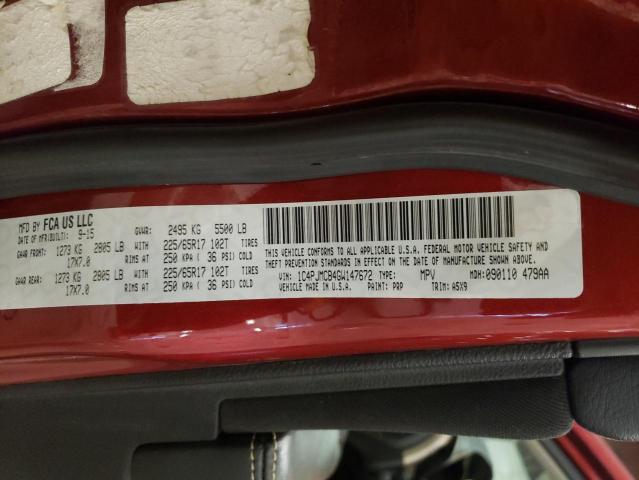 MFD BY FCA US LLC
DATE OF MFR(BUILT): 9-15 GVWR: 2495 KG 5500 LB
GAWR FRONT: 1273 KG 2805 LB WITH 225/65R17 102T TIRES
17X7.0 RIMS AT 250 KPA ( 36 PSI) COLD
GAWR REAR: 1273 KG 2805 LB WITH 225/65R17 102T TIRES
17X7.0 RIMS AT 250 KPA ( 36 PSI) COLD
THIS VEHICLE CONFORMS TO ALL APPLICABLE U.S.A. FEDERAL MOTOR VEHICLE SAFETY AND
THEFT PREVENTION STANDARDS IN EFFECT ON THE DATE OF MANUFACTURE SHOWN ABOVE.
VIN: 1C4PJMCB4GW147672 TYPE: MPV MDH: 090110 479AA
VEHICLE MADE IN: U.S.A. PAINT: PRP TRIM: A5X9